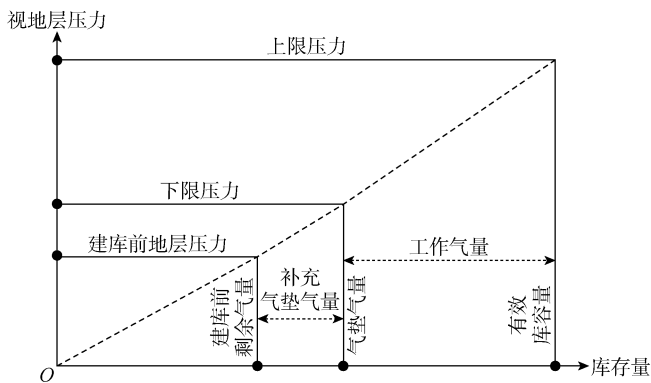 视地层压力
上限压力
下限压力
建库前地层压力
工作气量
补充
气垫气量
建库前
剩余气量
气垫气量
有效
库容量
O
库存量